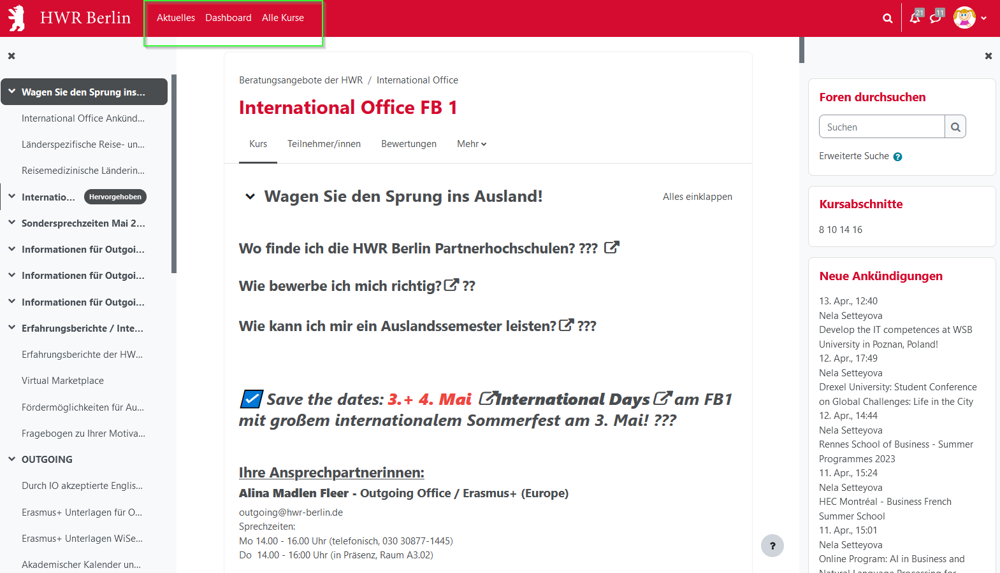 HWR Berlin
Aktuelles Dashboard Alle Kurse
21 11
Wagen Sie den Sprung ins...
International Office Ankünd...
Länderspezifische Reise- un...
Reisemedizinische Länderin...
Internatio... Hervorgehoben
Sondersprechzeiten Mai 2...
Informationen für Outgoi...
Informationen für Outgoi...
Informationen für Outgoi...
Erfahrungsberichte / Inte...
Erfahrungsberichte der HW...
Virtual Marketplace
Fördermöglichkeiten für Au...
Fragebogen zu Ihrer Motiva...
OUTGOING
Durch IO akzeptierte Englis...
Erasmus+ Unterlagen für O...
Erasmus+ Unterlagen WiSe...
Akademischer Kalender un...
Beratungsangebote der HWR / International Office
International Office FB 1
Kurs Teilnehmer/innen Bewertungen Mehr
Wagen Sie den Sprung ins Ausland!
Alles einklappen
Wo finde ich die HWR Berlin Partnerhochschulen? ???
Wie bewerbe ich mich richtig? ??
Wie kann ich mir ein Auslandssemester leisten? ???
Save the dates: 3.+ 4. Mai International Days am FB1
mit großem internationalem Sommerfest am 3. Mai! ???
Ihre Ansprechpartnerinnen:
Alina Madlen Fleer - Outgoing Office / Erasmus+ (Europe)
outgoing@hwr-berlin.de
Sprechzeiten:
Mo 14.00 - 16.00 Uhr (telefonisch, 030 30877-1445)
Do 14.00 - 16:00 Uhr (in Präsenz, Raum A3.02)
?
Foren durchsuchen
Suchen
Erweiterte Suche ?
Kursabschnitte
8 10 14 16
Neue Ankündigungen
13. Apr., 12:40
Nela Setteyova
Develop the IT competences at WSB
University in Poznan, Poland!
12. Apr., 17:49
Nela Setteyova
Drexel University: Student Conference
on Global Challenges: Life in the City
12. Apr., 14:44
Nela Setteyova
Rennes School of Business - Summer
Programmes 2023
11. Apr., 15:24
Nela Setteyova
HEC Montréal - Business French
Summer School
11. Apr., 15:01
Nela Setteyova
Online Program: AI in Business and
Natural Language Processing for